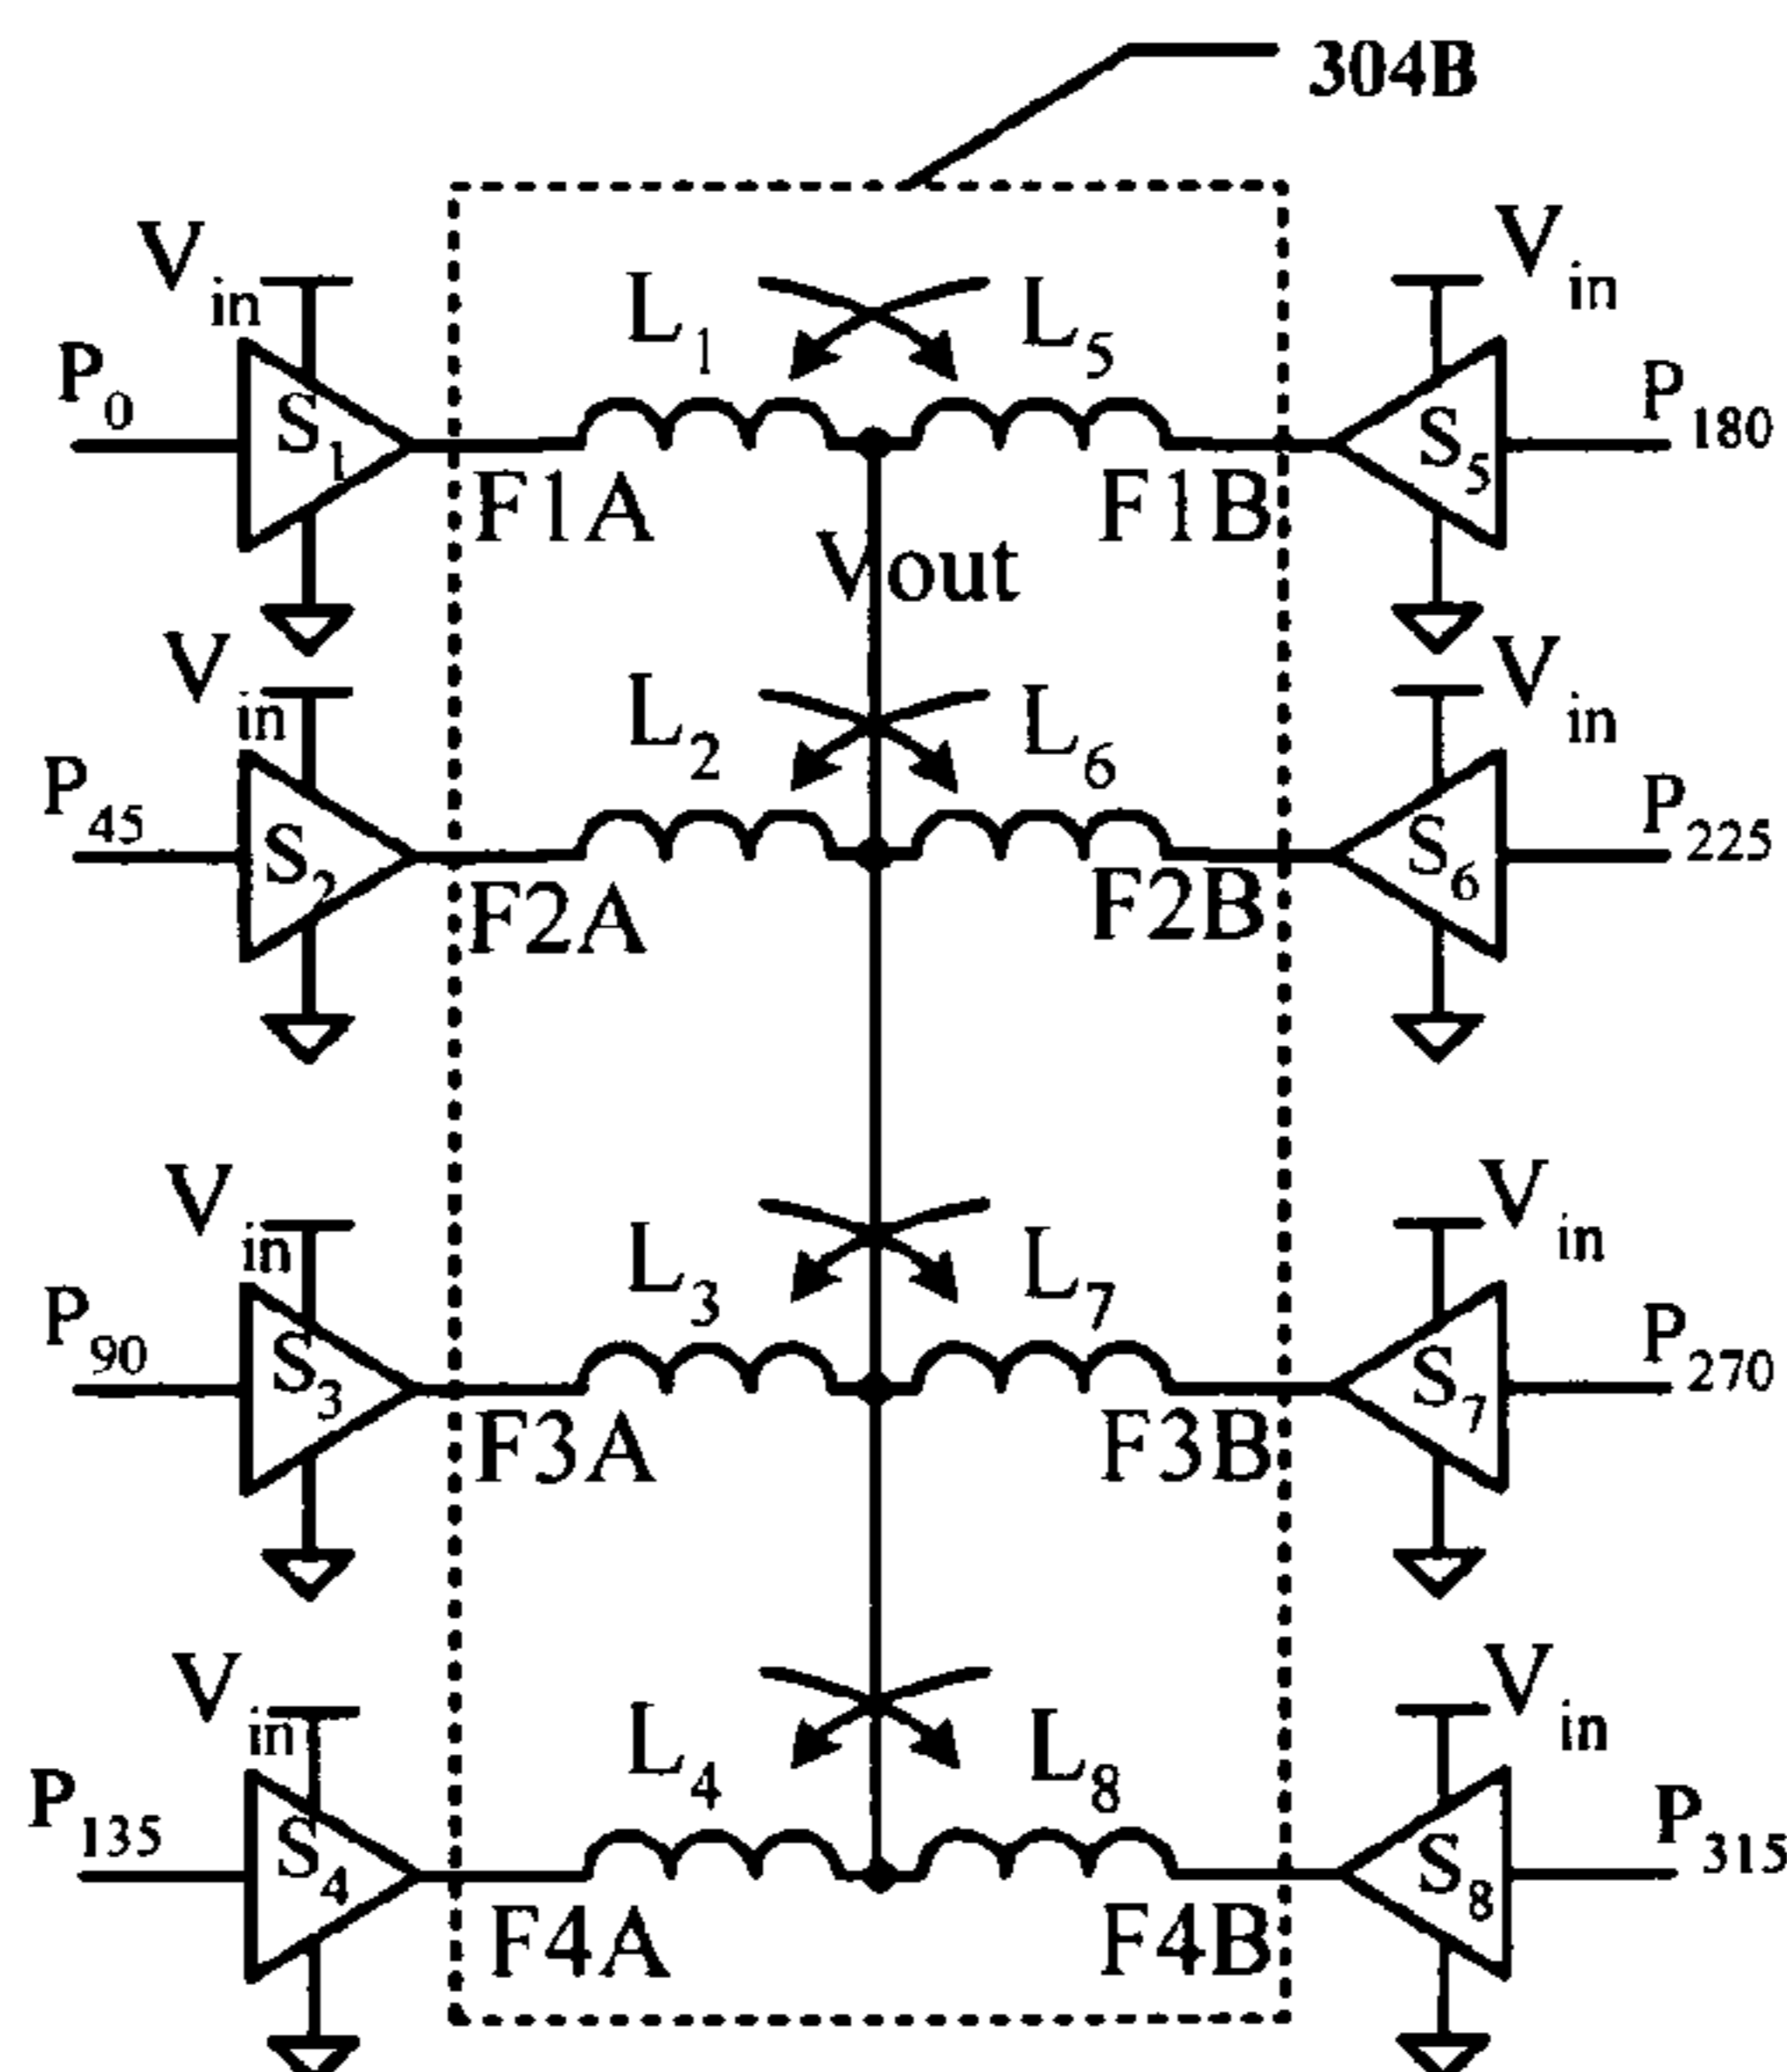 304B
Vin Vin
P0 S1 L1 L5 S5 P180
F1A F1B
Vout
Vin Vin
P45 S2 L2 L6 S6 P225
F2A F2B
Vin Vin
P90 S3 L3 L7 S7 P270
F3A F3B
Vin Vin
P135 S4 L4 L8 S8 P315
F4A F4B